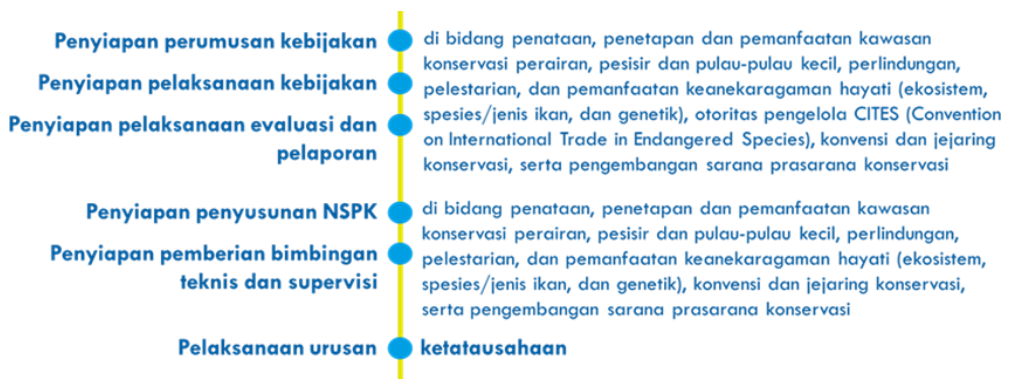 Penyiapan perumusan kebijakan
Penyiapan pelaksanaan kebijakan
Penyiapan pelaksanaan evaluasi dan
pelaporan
di bidang penataan, penetapan dan pemanfaatan kawasan
konservasi perairan, pesisir dan pulau-pulau kecil, perlindungan,
pelestarian, dan pemanfaatan keanekaragaman hayati (ekosistem,
spesies/jenis ikan, dan genetik), otoritas pengelola CITES (Convention
on International Trade in Endangered Species), konvensi dan jejaring
konservasi, serta pengembangan sarana prasarana konservasi
Penyiapan penyusunan NSPK
Penyiapan pemberian bimbingan
teknis dan supervisi
di bidang penataan, penetapan dan pemanfaatan kawasan
konservasi perairan, pesisir dan pulau-pulau kecil, perlindungan,
pelestarian, dan pemanfaatan keanekaragaman hayati (ekosistem,
spesies/jenis ikan, dan genetik), konvensi dan jejaring konservasi,
serta pengembangan sarana prasarana konservasi
Pelaksanaan urusan
ketatausahaan